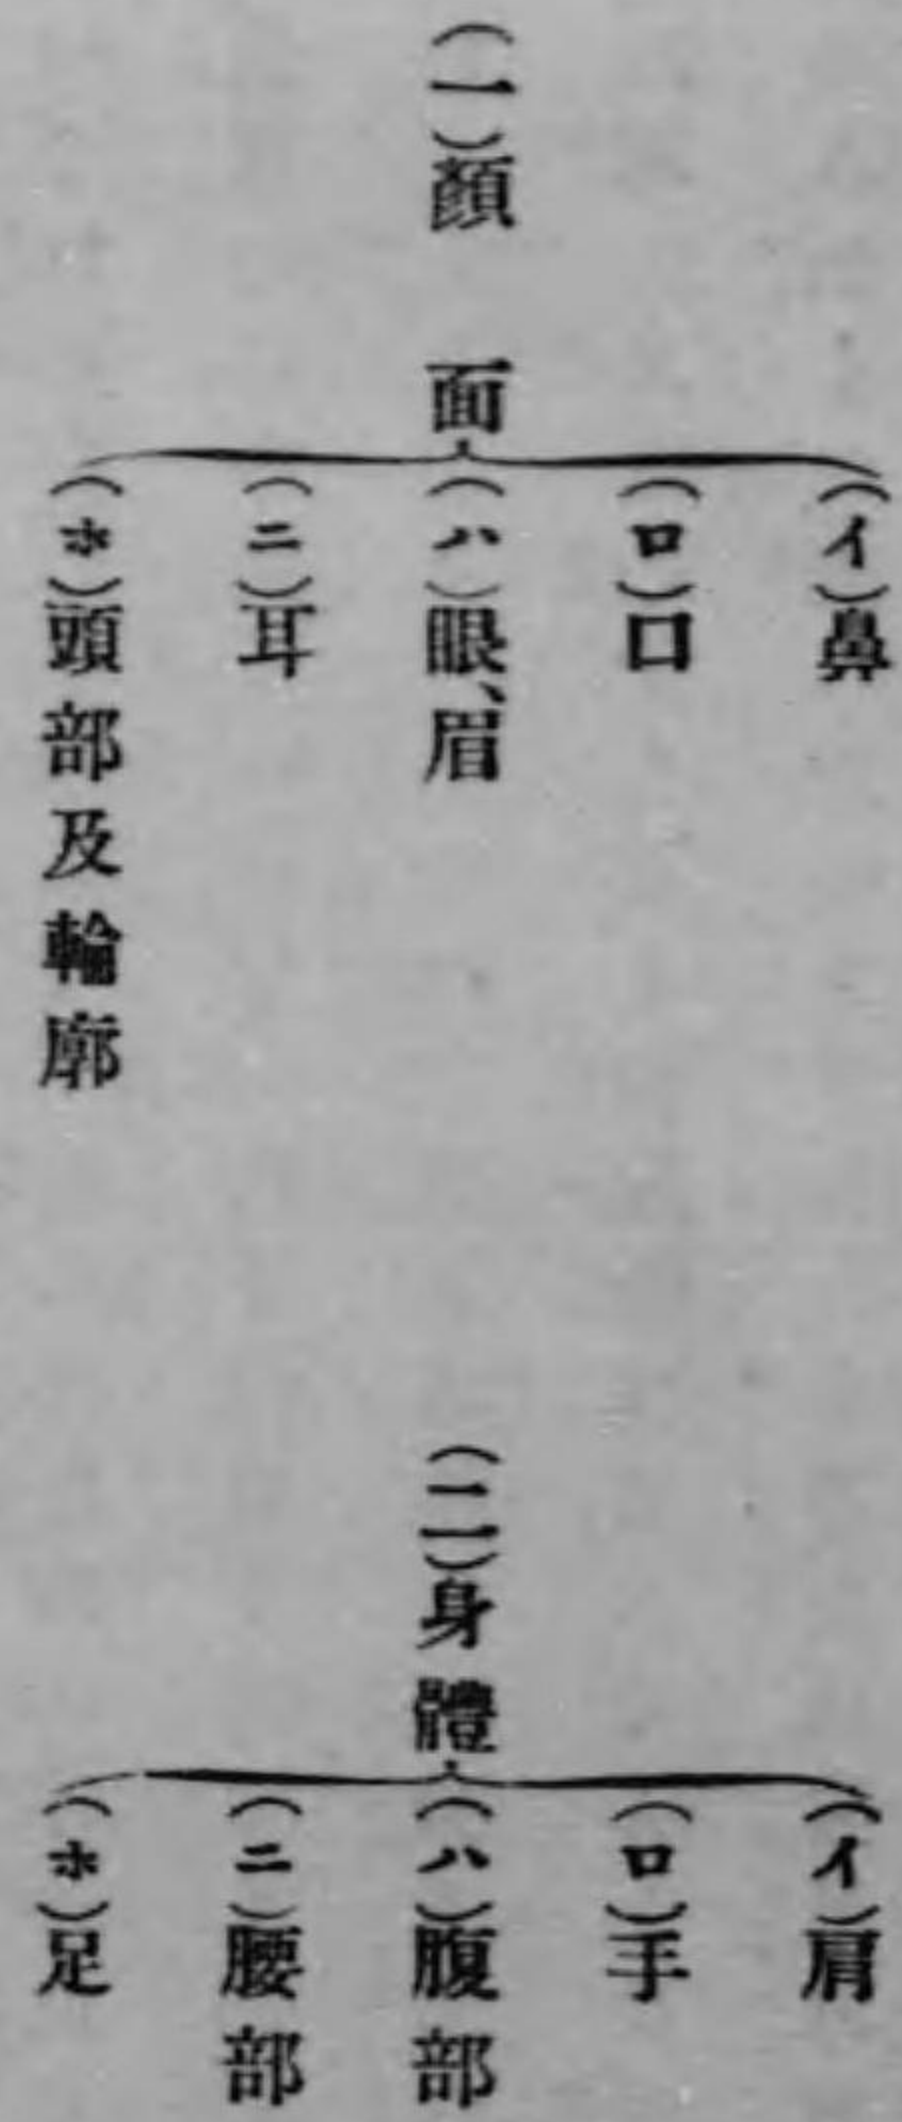 (一)顏面
(イ)鼻
(ロ)口
(ハ)眼、眉
(ニ)耳
(ホ)頭部及輪廓
(二)身體
(イ)肩
(ロ)手
(ハ)腹部
(ニ)腰部
(ホ)足